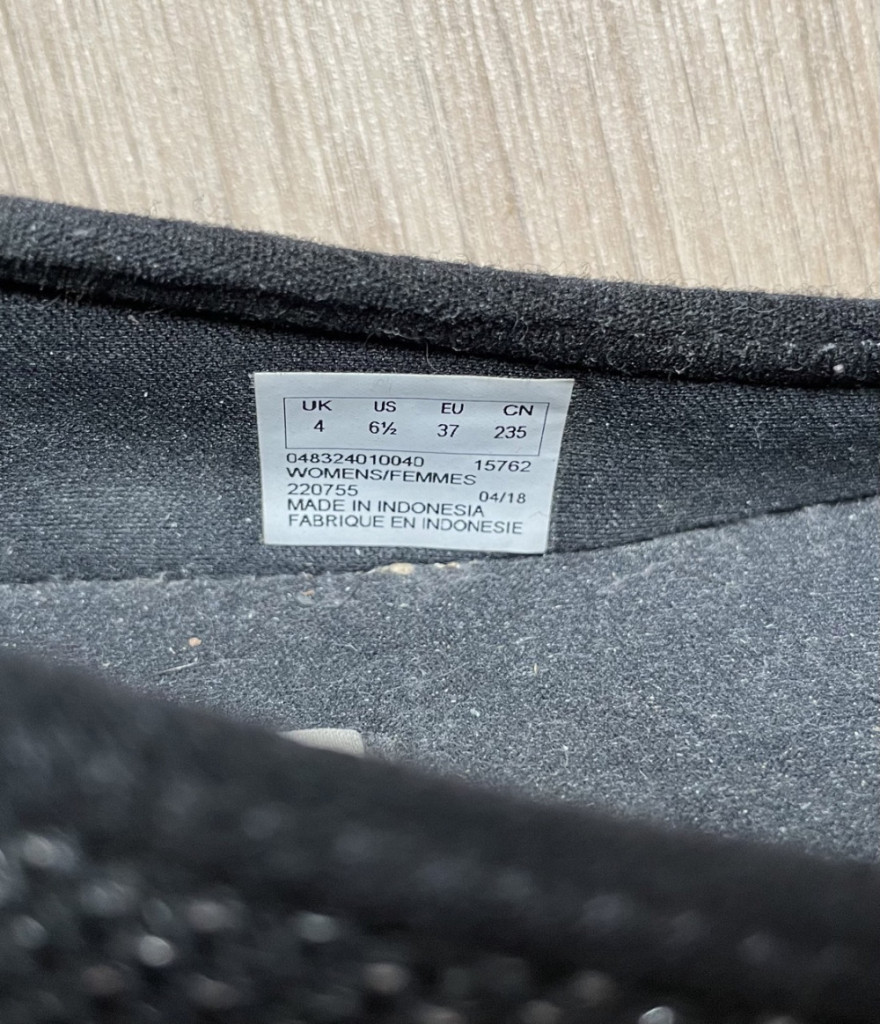 UK US EU CN
4 6½ 37 235
048324010040 15762
WOMENS/FEMMES
220755 04/18
MADE IN INDONESIA
FABRIQUE EN INDONESIE